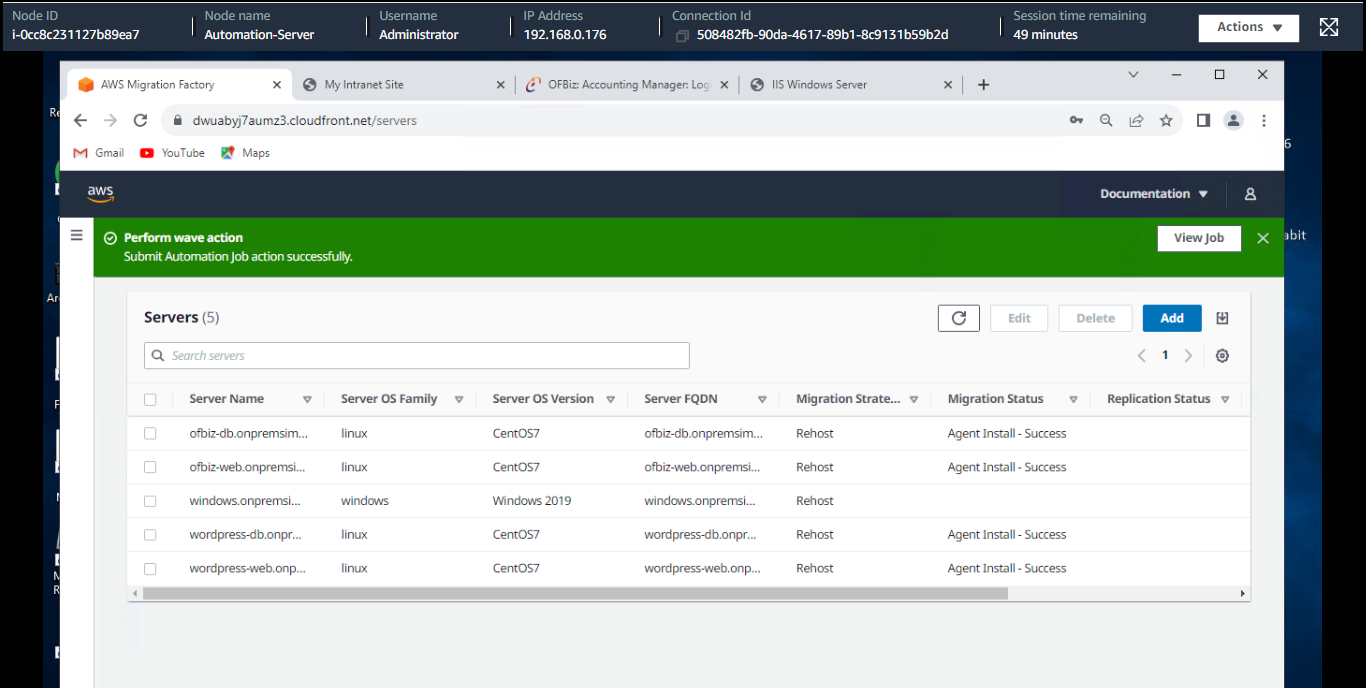 Node ID
i-0cc8c231127b89ea7
Node name
Automation-Server
Username
Administrator
IP Address
192.168.0.176
Connection Id
508482fb-90da-4617-89b1-8c9131b59b2d
Session time remaining
49 minutes
Actions
AWS Migration Factory
My Intranet Site
OFBiz: Accounting Manager: Log
IIS Windows Server
dwuabyj7aumz3.cloudfront.net/servers
Gmail YouTube Maps
aws
Documentation
Perform wave action
Submit Automation Job action successfully.
View Job
Servers (5)
Edit Delete Add
Search servers
1
Server Name Server OS Family Server OS Version Server FQDN Migration Strate... Migration Status Replication Status
ofbiz-db.onpremsim... linux CentOS7 ofbiz-db.onpremsim... Rehost Agent Install - Success
ofbiz-web.onpremsi... linux CentOS7 ofbiz-web.onpremsi... Rehost Agent Install - Success
windows.onpremsi... windows Windows 2019 windows.onpremsi... Rehost
wordpress-db.onpr... linux CentOS7 wordpress-db.onpr... Rehost Agent Install - Success
wordpress-web.onp... linux CentOS7 wordpress-web.onp... Rehost Agent Install - Success